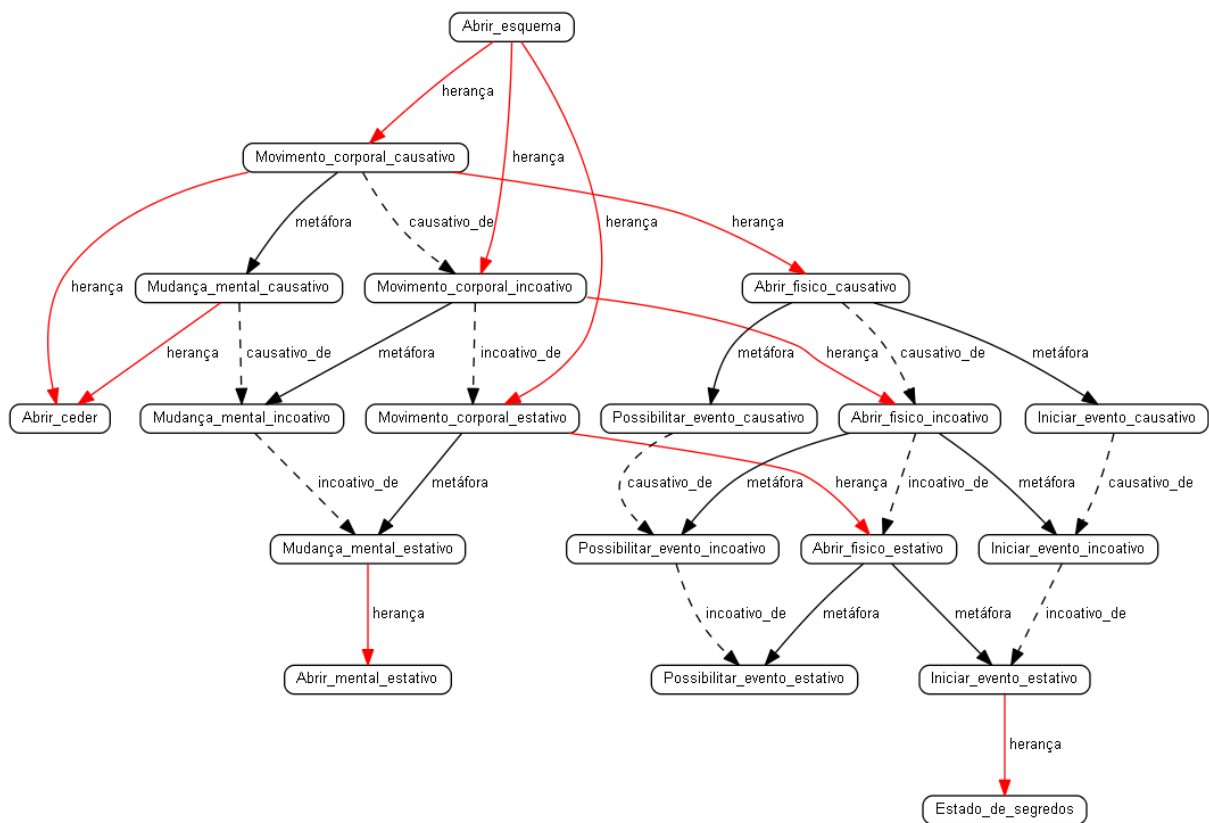 Abrir_esquema
herança
Movimento_corporal_causativo
herança
metáfora
causativo_de
herança
herança
herança
Mudança_mental_causativo
Movimento_corporal_incoativo
Abrir_fisico_causativo
herança
causativo_de
metáfora
incoativo_de
metáfora
herança
causativo_de
metáfora
Abrir_ceder
Mudança_mental_incoativo
Movimento_corporal_estativo
Possibilitar_evento_causativo
Abrir_fisico_incoativo
Iniciar_evento_causativo
incoativo_de
metáfora
causativo_de
metáfora
herança
incoativo_de
metáfora
causativo_de
Mudança_mental_estativo
Possibilitar_evento_incoativo
Abrir_fisico_estativo
Iniciar_evento_incoativo
herança
incoativo_de
metáfora
metáfora
incoativo_de
Abrir_mental_estativo
Possibilitar_evento_estativo
Iniciar_evento_estativo
herança
Estado_de_segredos